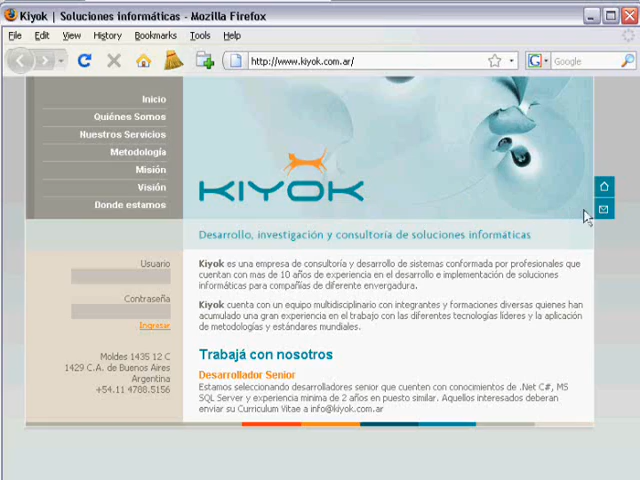 Kiyok | Soluciones informáticas - Mozilla Firefox
File Edit View History Bookmarks Tools Help
http://www.kiyok.com.ar/
Google
Inicio
Quiénes Somos
Nuestros Servicios
Metodología
Misión
Visión
Donde estamos
KIYOK
Desarrollo, investigación y consultoría de soluciones informáticas
Usuario
Contraseña
Ingresar
Moldes 1435 12 C
1429 C.A. de Buenos Aires
Argentina
+54.11 4788.5156
Kiyok es una empresa de consultoría y desarrollo de sistemas conformada por profesionales que
cuentan con mas de 10 años de experiencia en el desarrollo e implementación de soluciones
informáticas para compañías de diferente envergadura.
Kiyok cuenta con un equipo multidisciplinario con integrantes y formaciones diversas quienes han
acumulado una gran experiencia en el trabajo con las diferentes tecnologías líderes y la aplicación
de metodologías y estándares mundiales.
Trabajá con nosotros
Desarrollador Senior
Estamos seleccionando desarrolladores senior que cuenten con conocimientos de .Net C#, MS
SQL Server y experiencia minima de 2 años en puesto similar. Aquellos interesados deberan
enviar su Curriculum Vitae a info@kiyok.com.ar